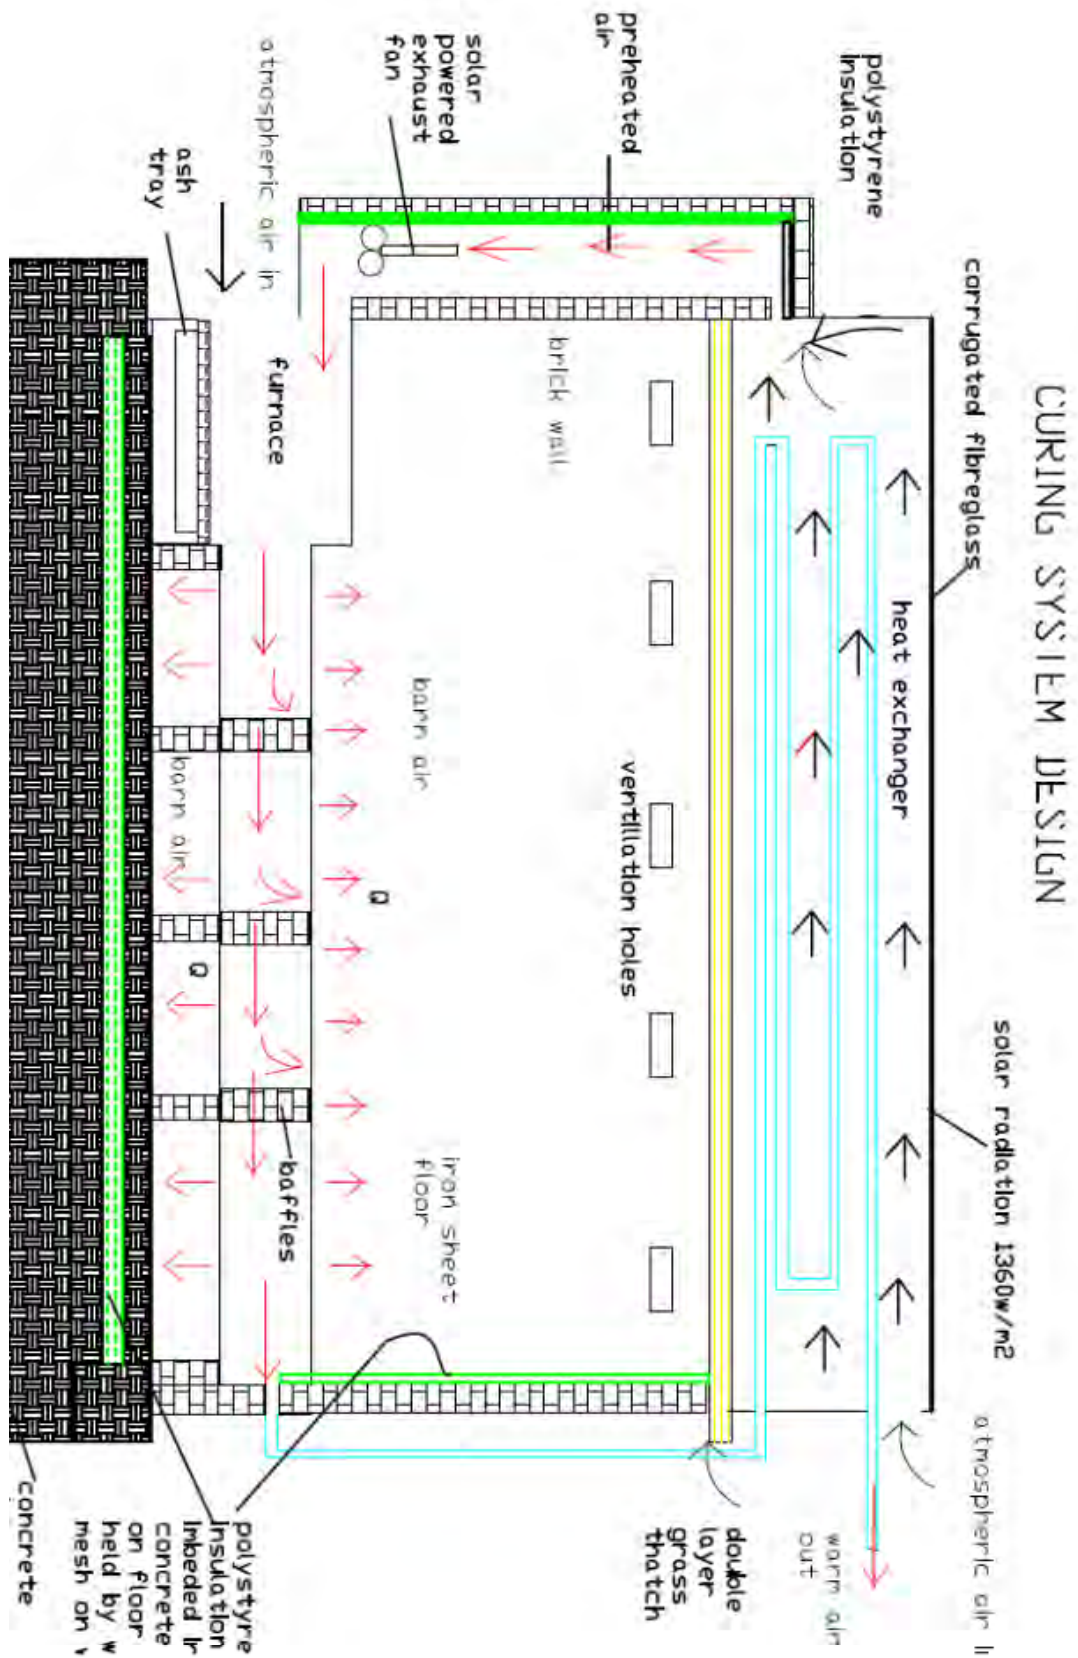 CURING SYSTEM DESIGN
solar radiation 1360w/m2
corrugated fibreglass
atmospheric air
polystyrene
insulation
heat exchanger
warm air
out
preheated
air
ventillation holes
double
layer
grass
thatch
brick wall
solar
powered
exhaust
fan
barn air
Q
iron sheet
floor
atmospheric air in
furnace
baffles
ash
tray
barn air
Q
polystyre
insulation
imbeded
concrete
on floor
held by w
mesh on
concrete